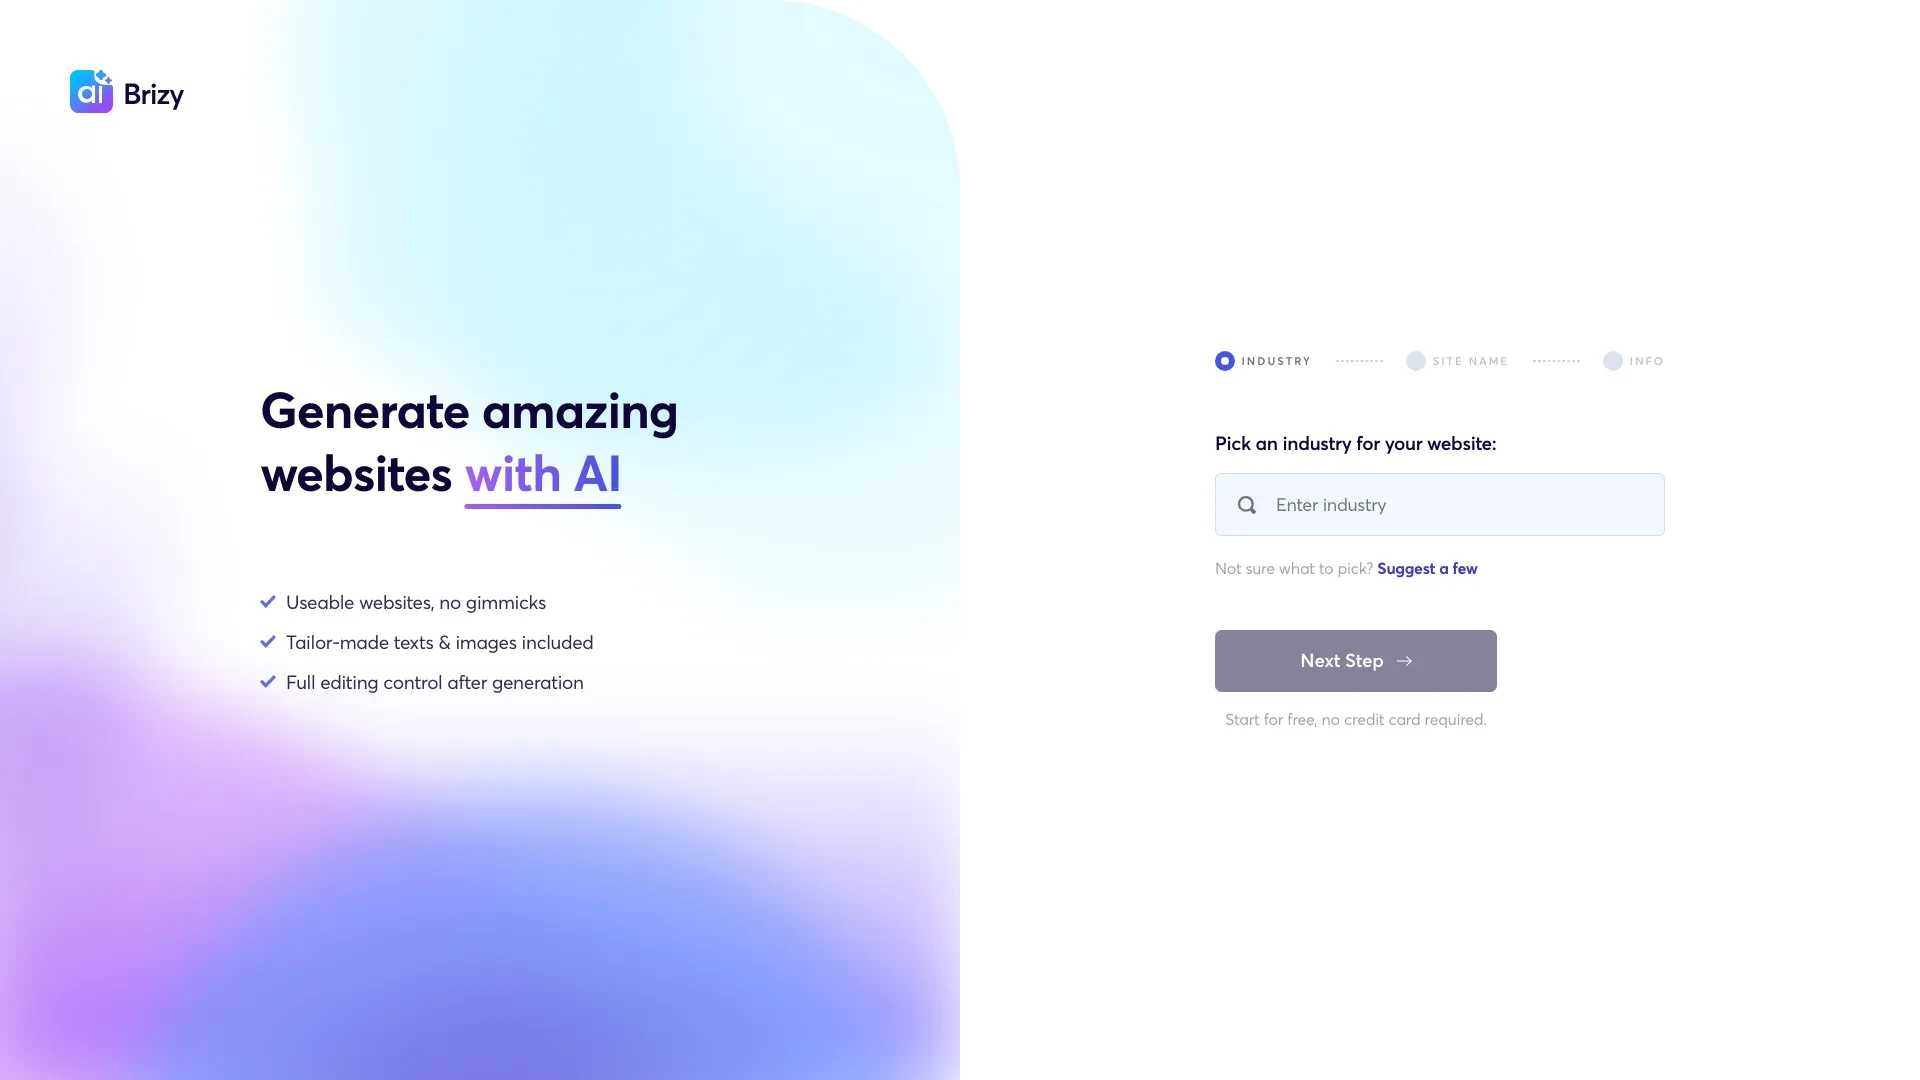 ai Brizy
Generate amazing
websites with AI
Useable websites, no gimmicks
Tailor-made texts & images included
Full editing control after generation
INDUSTRY
SITE NAME
INFO
Pick an industry for your website:
Enter industry
Not sure what to pick? Suggest a few
Next Step →
Start for free, no credit card required.